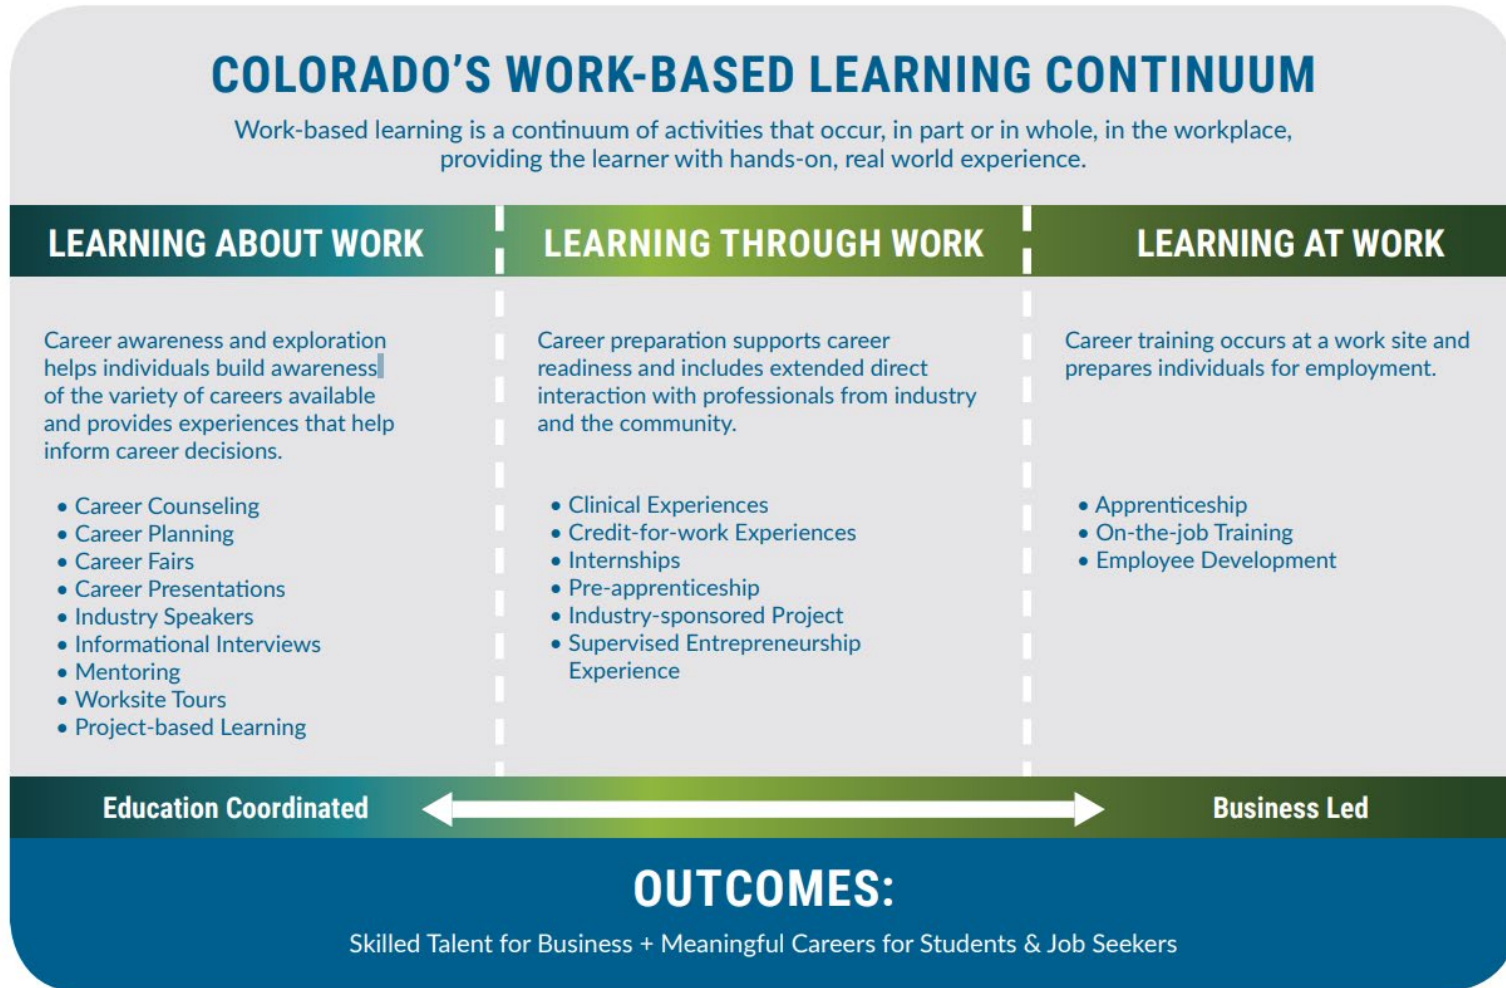 COLORADO'S WORK-BASED LEARNING CONTINUUM
Work-based learning is a continuum of activities that occur, in part or in whole, in the workplace,
providing the learner with hands-on, real world experience.
LEARNING ABOUT WORK
Career awareness and exploration
helps individuals build awareness
of the variety of careers available
and provides experiences that help
inform career decisions.
• Career Counseling
• Career Planning
• Career Fairs
• Career Presentations
• Industry Speakers
• Informational Interviews
• Mentoring
• Worksite Tours
• Project-based Learning
LEARNING THROUGH WORK
Career preparation supports career
readiness and includes extended direct
interaction with professionals from industry
and the community.
• Clinical Experiences
• Credit-for-work Experiences
• Internships
• Pre-apprenticeship
• Industry-sponsored Project
• Supervised Entrepreneurship
Experience
LEARNING AT WORK
Career training occurs at a work site and
prepares individuals for employment.
• Apprenticeship
• On-the-job Training
• Employee Development
Education Coordinated
Business Led
OUTCOMES:
Skilled Talent for Business + Meaningful Careers for Students & Job Seekers